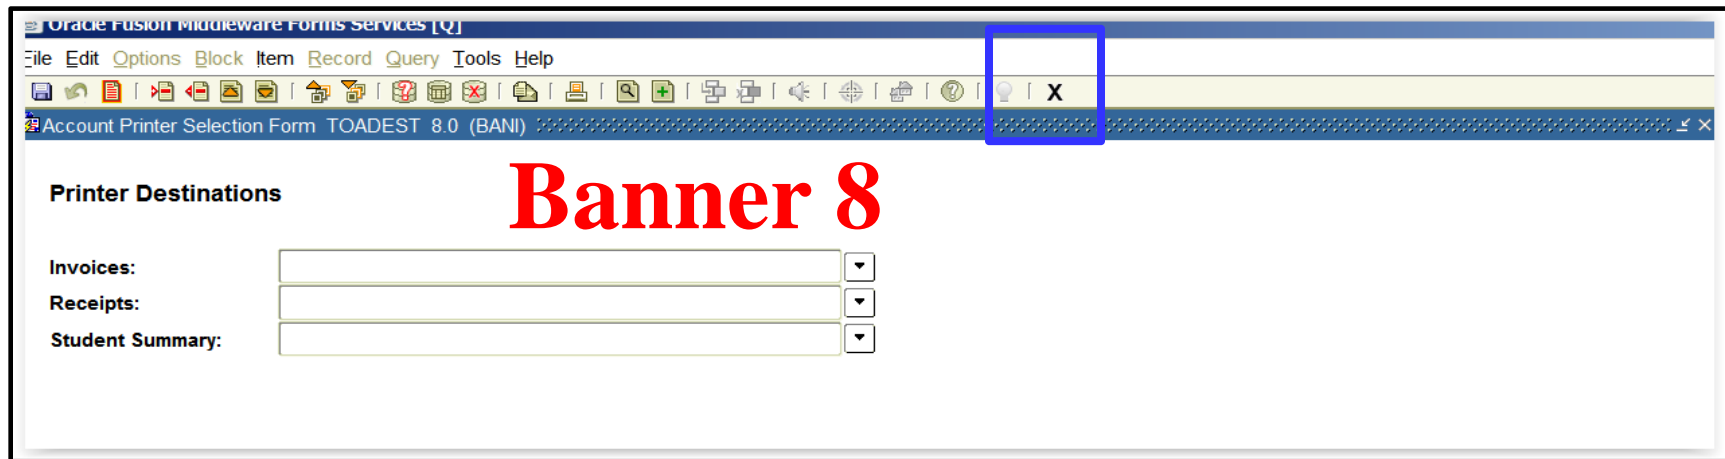 Oracle Fusion Middleware Forms Services [Q]
File Edit Options Block Item Record Query Tools Help
X
Account Printer Selection Form TOADEST 8.0 (BANI)
Printer Destinations
Banner 8
Invoices:
Receipts:
Student Summary: